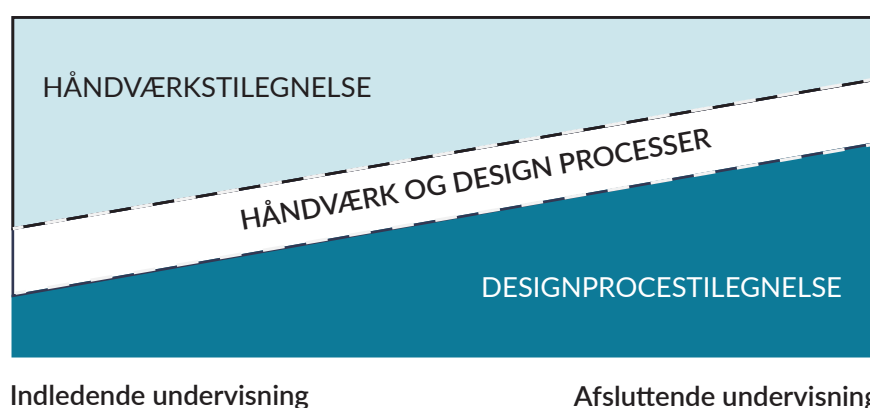 HÅNDVÆRKSTILEGNELSE
HÅNDVÆRK OG DESIGN PROCESSER
DESIGNPROCESTILEGNELSE
Indledende undervisning
Afsluttende undervisning